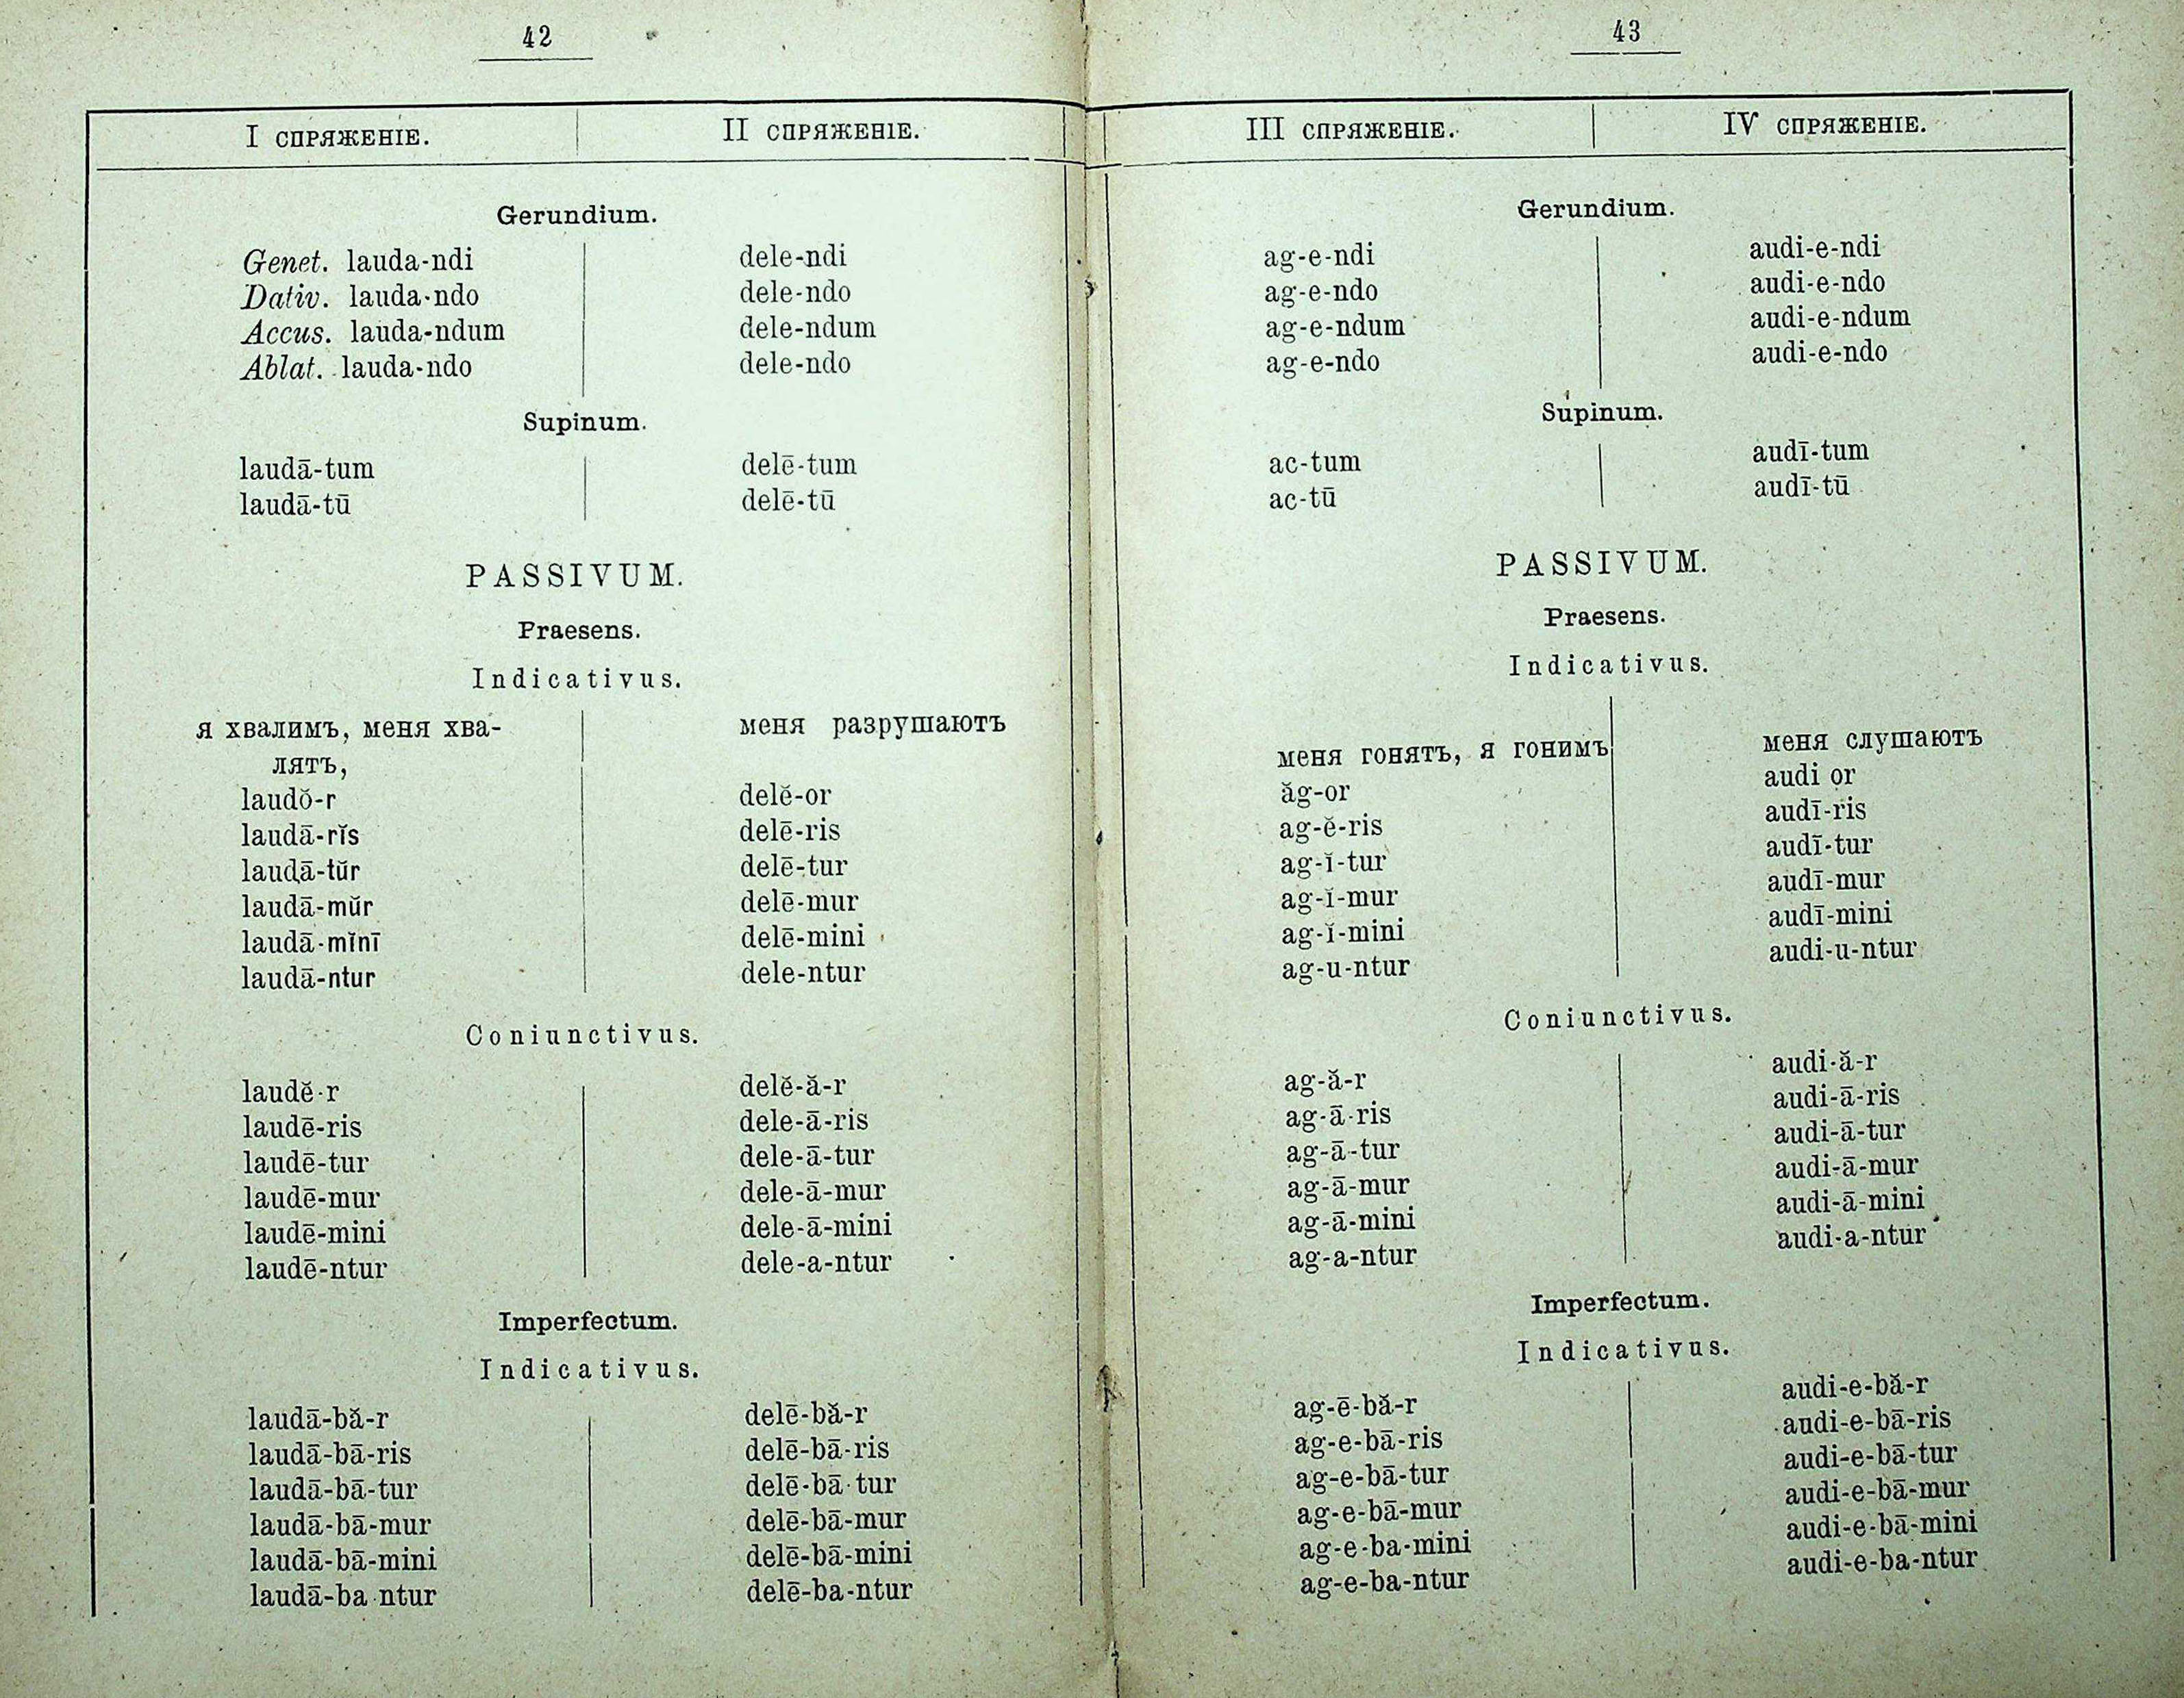 42
I СПРЯЖЕНІЕ. II СПРЯЖЕНІЕ.
Gerundium.
Genet. lauda-ndi dele-ndi
Dativ. lauda-ndo dele-ndo
Accus. lauda-ndum dele-ndum
Ablat. lauda-ndo dele-ndo
Supinum.
laudā-tum delē-tum
laudā-tū delē-tū
PASSIVUM.
Praesens.
Indicativus.
я хвалимъ, меня хва- меня разрушаютъ
лятъ,
laudŏ-r delĕ-or
laudā-rĭs delē-ris
laudā-tŭr delē-tur
laudā-mŭr delē-mur
laudā-mĭnī delē-mini
laudā-ntur dele-ntur
Coniunctivus.
laudĕ-r delĕ-ă-r
laudē-ris dele-ā-ris
laudē-tur dele-ā-tur
laudē-mur dele-ā-mur
laudē-mini dele-ā-mini
laudē-ntur dele-a-ntur
Imperfectum.
Indicativus.
laudā-bă-r delē-bă-r
laudā-bā-ris delē-bā-ris
laudā-bā-tur delē-bā-tur
laudā-bā-mur delē-bā-mur
laudā-bā-mini delē-bā-mini
laudā-ba-ntur delē-ba-ntur
43
III СПРЯЖЕНІЕ. IV СПРЯЖЕНІЕ.
Gerundium.
ag-e-ndi audi-e-ndi
ag-e-ndo audi-e-ndo
ag-e-ndum audi-e-ndum
ag-e-ndo audi-e-ndo
Supinum.
ac-tum audī-tum
ac-tū audī-tū
PASSIVUM.
Praesens.
Indicativus.
меня гонятъ, я гонимъ меня слушаютъ
ăg-or audi or
ag-ĕ-ris audī-ris
ag-ĭ-tur audī-tur
ag-ĭ-mur audī-mur
ag-ĭ-mini audī-mini
ag-u-ntur audi-u-ntur
Coniunctivus.
ag-ă-r audi-ă-r
ag-ā-ris audi-ā-ris
ag-ā-tur audi-ā-tur
ag-ā-mur audi-ā-mur
ag-ā-mini audi-ā-mini
ag-a-ntur audi-a-ntur
Imperfectum.
Indicativus.
ag-ē-bă-r audi-e-bă-r
ag-e-bā-ris audi-e-bā-ris
ag-e-bā-tur audi-e-bā-tur
ag-e-bā-mur audi-e-bā-mur
ag-e-ba-mini audi-e-bā-mini
ag-e-ba-ntur audi-e-ba-ntur